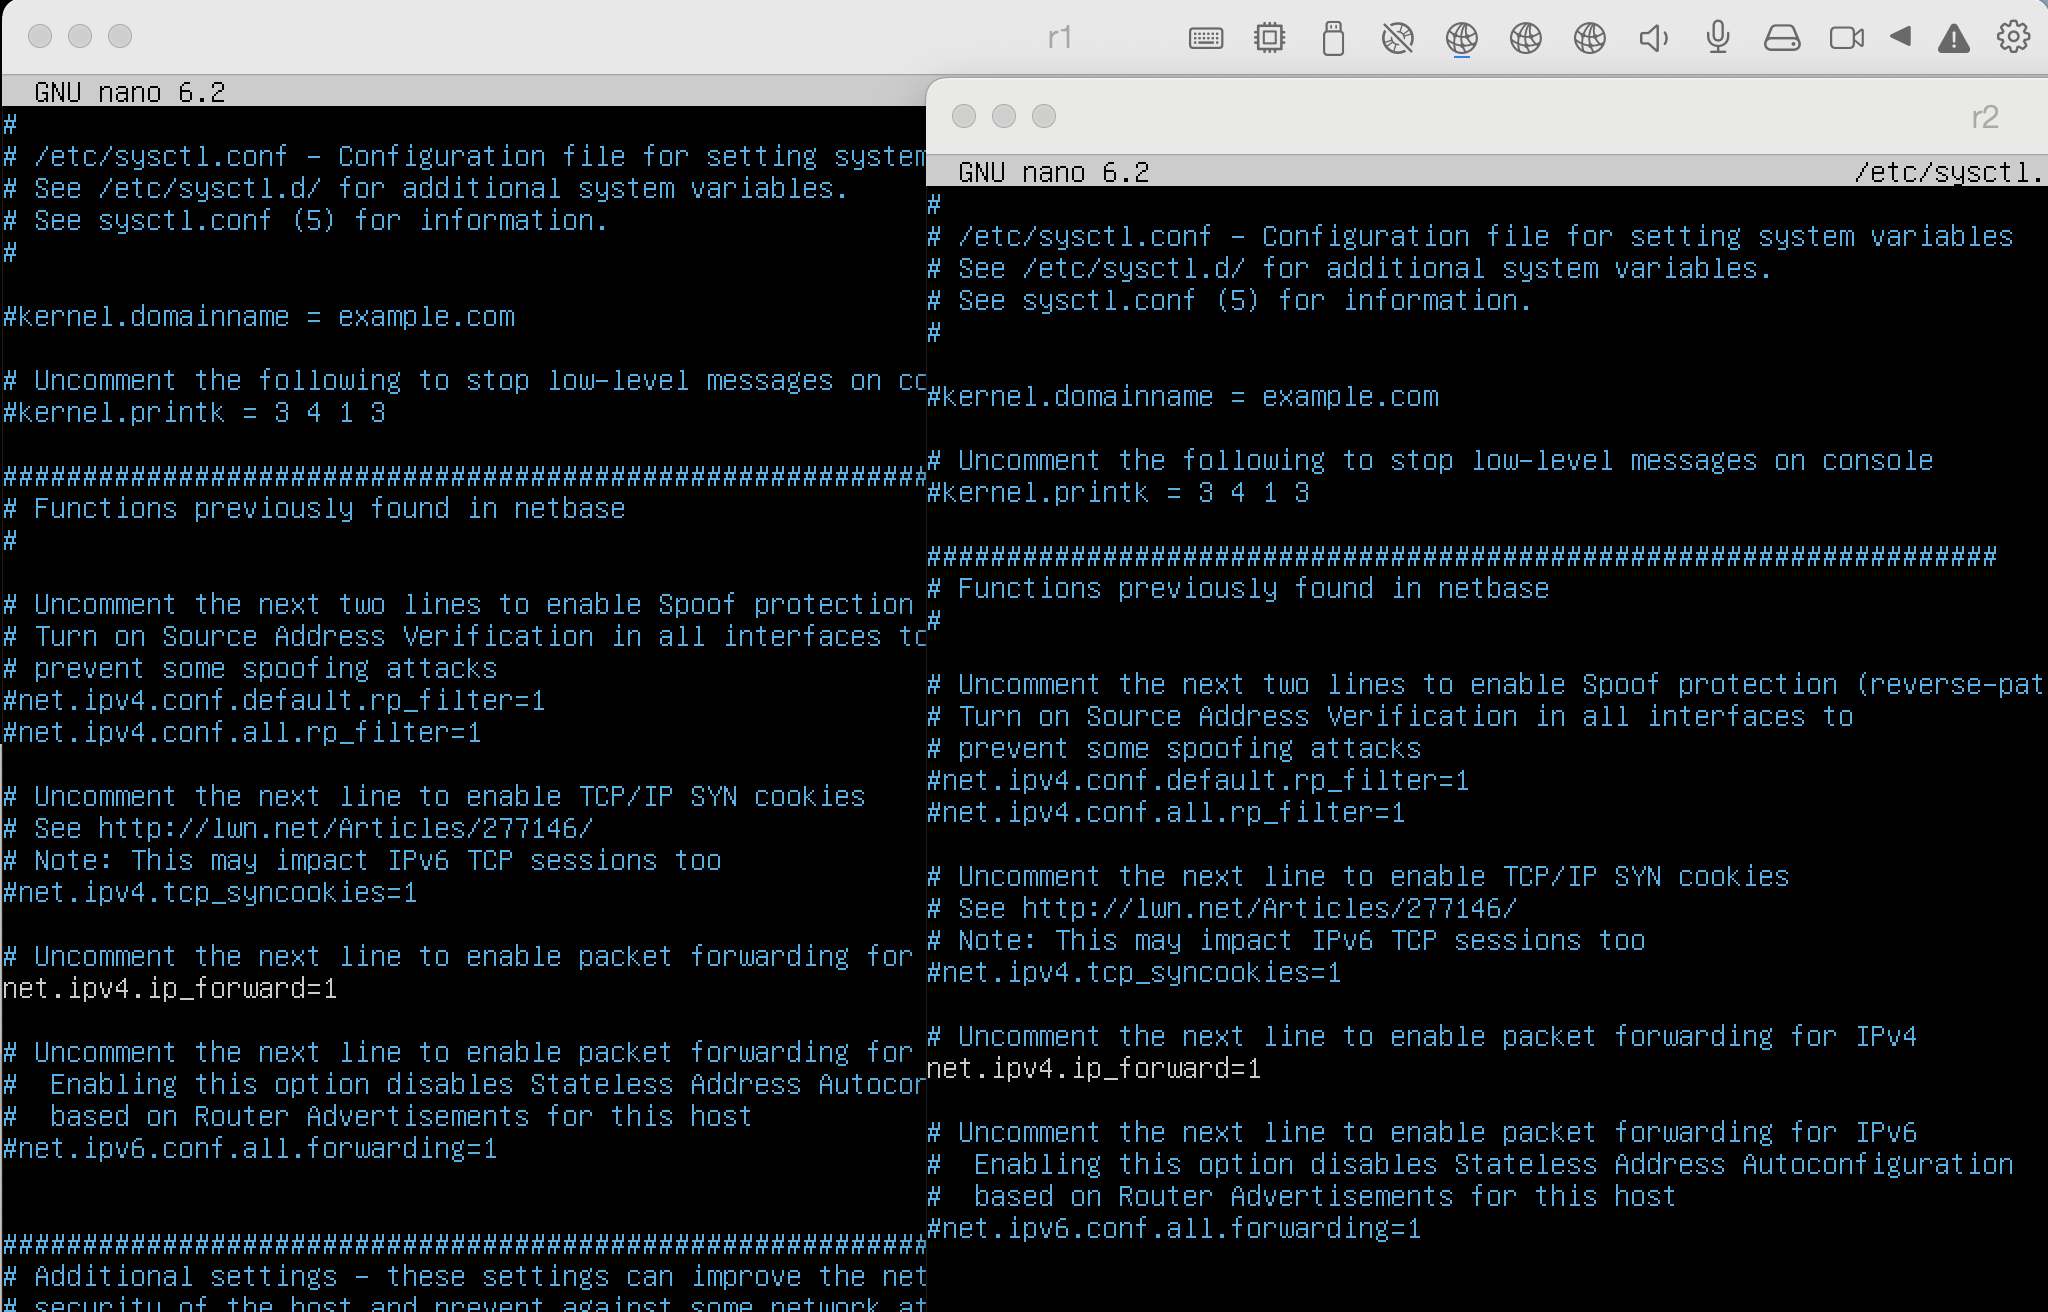 r1
GNU nano 6.2
#
# /etc/sysctl.conf - Configuration file for setting system
# See /etc/sysctl.d/ for additional system variables.
# See sysctl.conf (5) for information.
#
#kernel.domainname = example.com
# Uncomment the following to stop low-level messages on co
#kernel.printk = 3 4 1 3
##########################################################
# Functions previously found in netbase
#
# Uncomment the next two lines to enable Spoof protection
# Turn on Source Address Verification in all interfaces to
# prevent some spoofing attacks
#net.ipv4.conf.default.rp_filter=1
#net.ipv4.conf.all.rp_filter=1
# Uncomment the next line to enable TCP/IP SYN cookies
# See http://lwn.net/Articles/277146/
# Note: This may impact IPv6 TCP sessions too
#net.ipv4.tcp_syncookies=1
# Uncomment the next line to enable packet forwarding for
net.ipv4.ip_forward=1
# Uncomment the next line to enable packet forwarding for
#  Enabling this option disables Stateless Address Autocon
#  based on Router Advertisements for this host
#net.ipv6.conf.all.forwarding=1
##########################################################
# Additional settings - these settings can improve the net
# security of the host and prevent against some network at
r2
GNU nano 6.2 /etc/sysctl.
#
# /etc/sysctl.conf - Configuration file for setting system variables
# See /etc/sysctl.d/ for additional system variables.
# See sysctl.conf (5) for information.
#
#kernel.domainname = example.com
# Uncomment the following to stop low-level messages on console
#kernel.printk = 3 4 1 3
###################################################################
# Functions previously found in netbase
#
# Uncomment the next two lines to enable Spoof protection (reverse-pat
# Turn on Source Address Verification in all interfaces to
# prevent some spoofing attacks
#net.ipv4.conf.default.rp_filter=1
#net.ipv4.conf.all.rp_filter=1
# Uncomment the next line to enable TCP/IP SYN cookies
# See http://lwn.net/Articles/277146/
# Note: This may impact IPv6 TCP sessions too
#net.ipv4.tcp_syncookies=1
# Uncomment the next line to enable packet forwarding for IPv4
net.ipv4.ip_forward=1
# Uncomment the next line to enable packet forwarding for IPv6
#  Enabling this option disables Stateless Address Autoconfiguration
#  based on Router Advertisements for this host
#net.ipv6.conf.all.forwarding=1